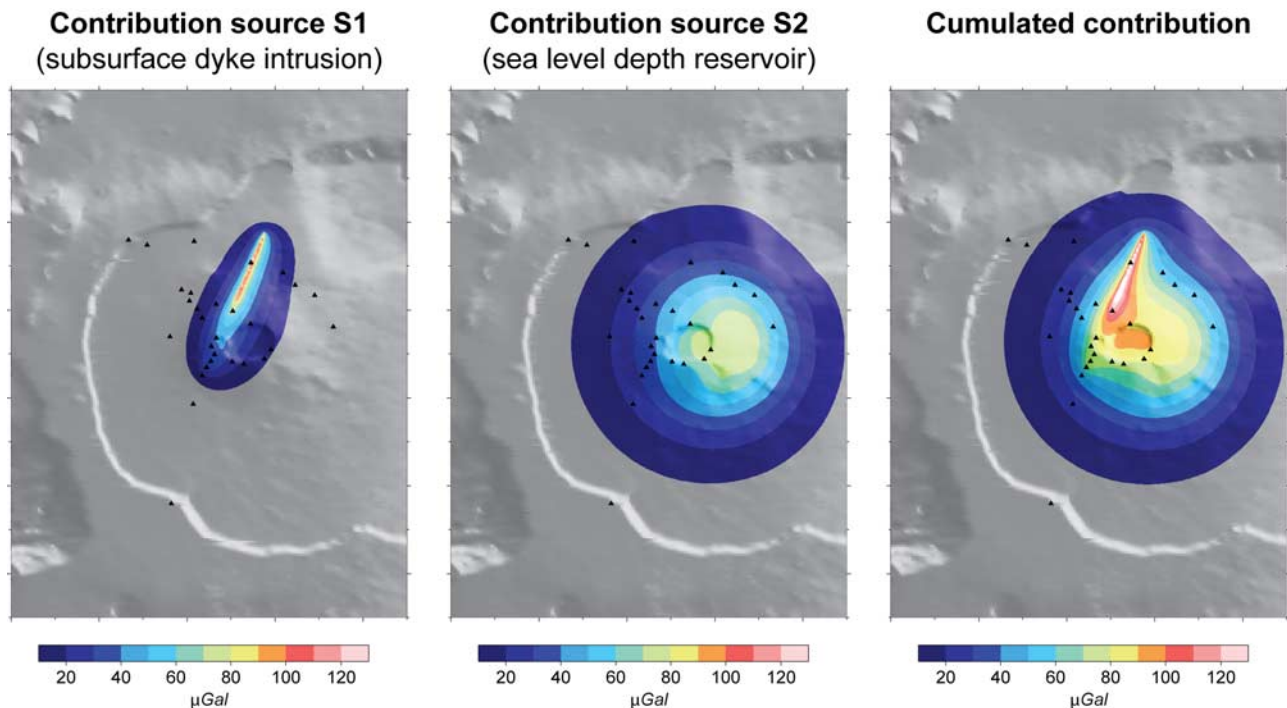 Contribution source S1
(subsurface dyke intrusion)
Contribution source S2
(sea level depth reservoir)
Cumulated contribution
20 40 60 80 100 120
μGal
20 40 60 80 100 120
μGal
20 40 60 80 100 120
μGal